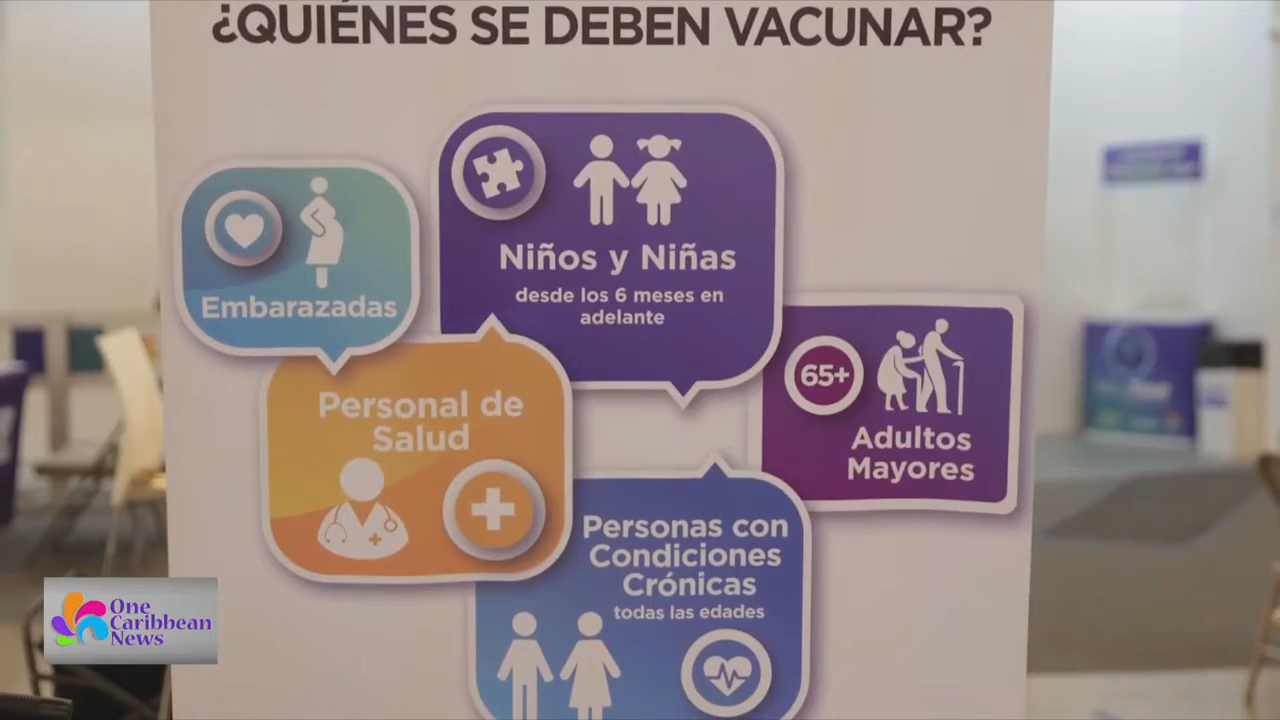 ¿QUIÉNES SE DEBEN VACUNAR?
Embarazadas
Niños y Niñas
desde los 6 meses en
adelante
65+
Adultos
Mayores
Personal de
Salud
Personas con
Condiciones
Crónicas
todas las edades
One
Caribbean
News